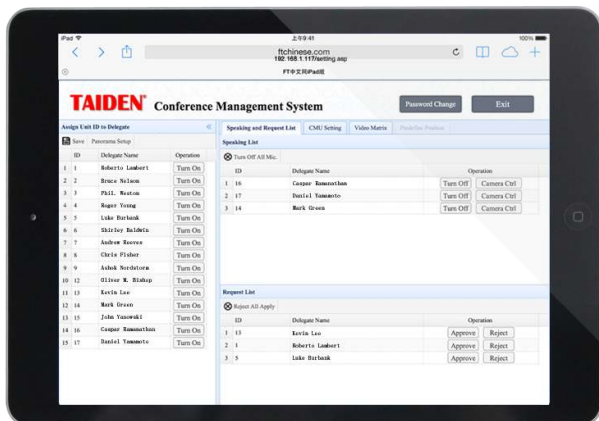 iPad
上午9:41
100%
ftchinese.com
192.168.1.117/setting.asp
FT中文网iPad版
TAIDEN® Conference Management System
Password Change
Exit
Assign Unit ID to Delegate
Save Panorama Setup
ID Delegate Name Operation
1 1 Roberto Lambert Turn On
2 2 Bruce Nelson Turn On
3 3 Phil. Weston Turn On
4 4 Roger Young Turn On
5 5 Luke Burbank Turn On
6 6 Shirley Baldwin Turn On
7 7 Andrew Reeves Turn On
8 8 Chris Fisher Turn On
9 9 Ashok Nordstorm Turn On
10 12 Oliver M. Bishop Turn On
11 13 Kevin Lee Turn On
12 14 Mark Green Turn On
13 15 John Yanowski Turn On
14 16 Caspar Ramanathan Turn On
15 17 Daniel Yamamoto Turn On
Speaking and Request List CMU Setting Video Matrix Predefine Position
Speaking List
Turn Off All Mic.
ID Delegate Name Operation
1 16 Caspar Ramanathan Turn Off Camera Ctrl
2 17 Daniel Yamamoto Turn Off Camera Ctrl
3 14 Mark Green Turn Off Camera Ctrl
Request List
Reject All Apply
ID Delegate Name Operation
1 13 Kevin Lee Approve Reject
2 1 Roberto Lambert Approve Reject
3 5 Luke Burbank Approve Reject